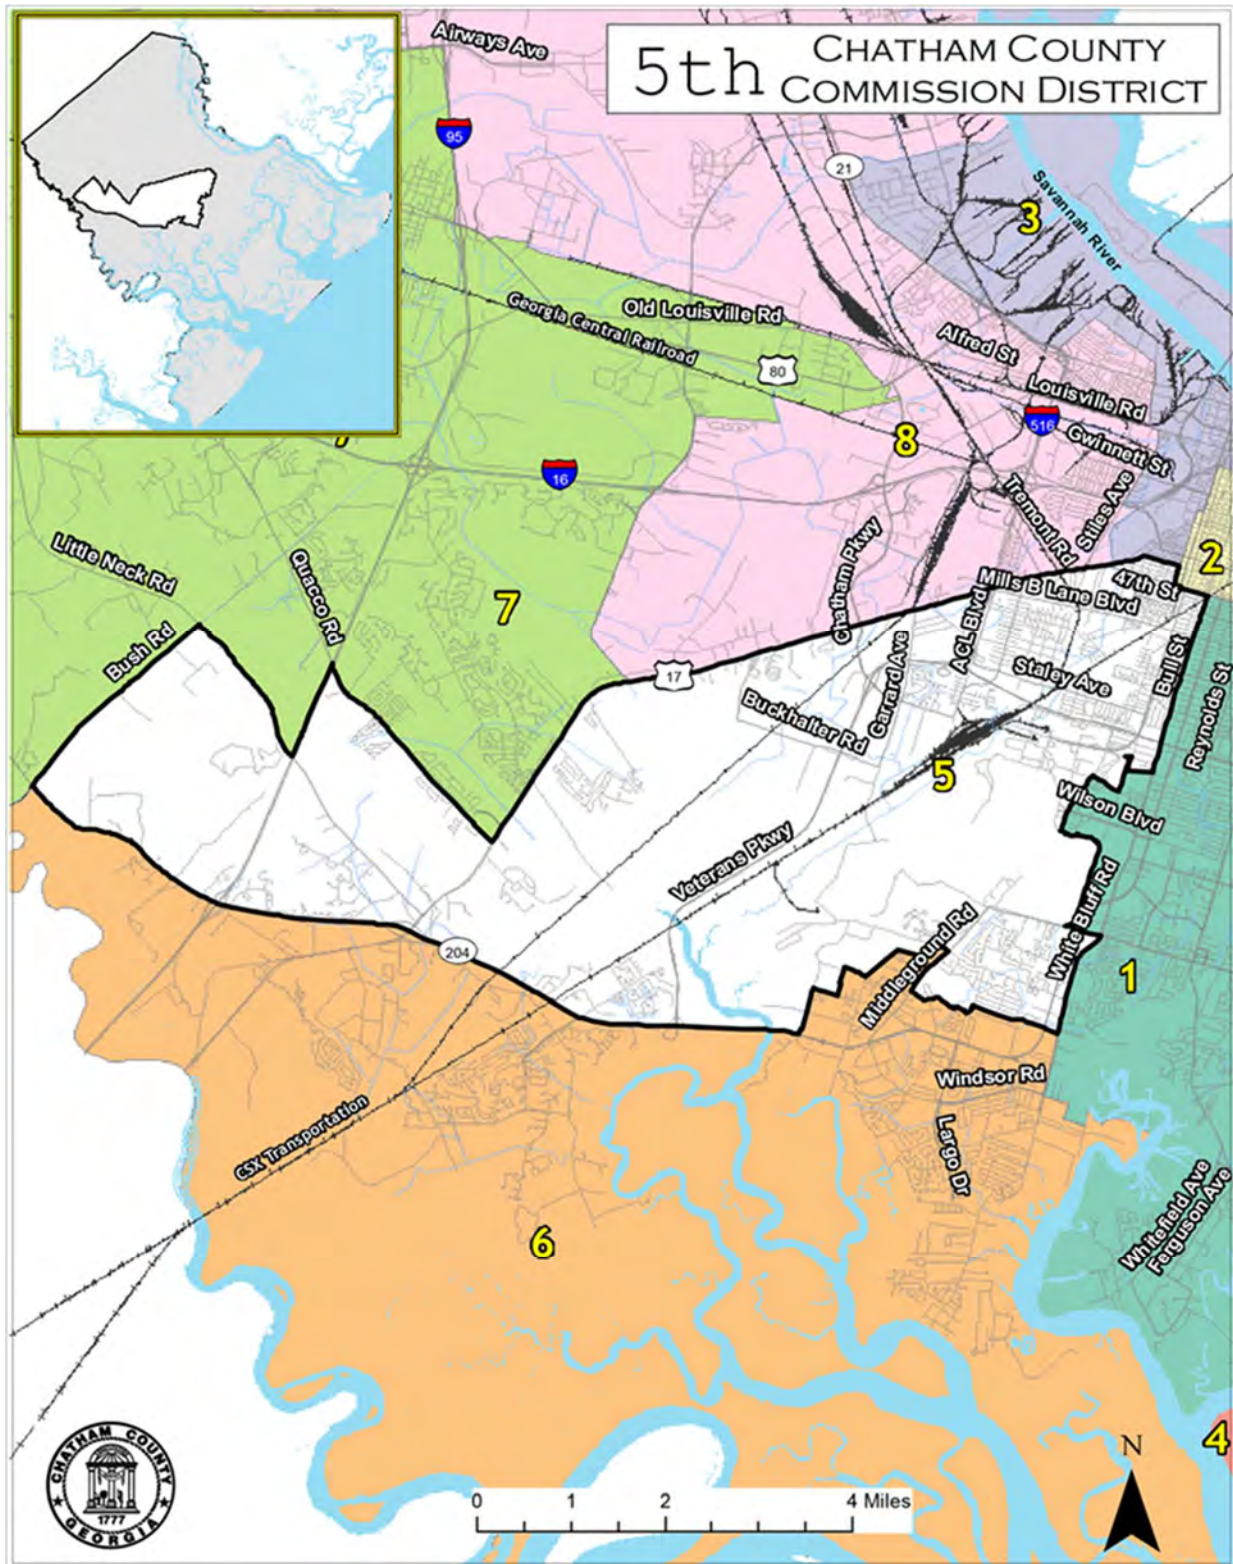 5th
CHATHAM COUNTY
COMMISSION DISTRICT
Airways Ave
95
21
3
Savannah River
Old Louisville Rd
Georgia Central Railroad
80
Alfred St
Louisville Rd
516
Gwinnett St
8
16
Tremont Rd
Stiles Ave
Chatham Pkwy
2
Little Neck Rd
Quacco Rd
7
Bush Rd
47th St
Mills B Lane Blvd
ACL Blvd
Garrard Ave
Staley Ave
Bull St
Reynolds St
17
Buckhalter Rd
5
Wilson Blvd
Veterans Pkwy
White Bluff Rd
Middleground Rd
204
1
Windsor Rd
CSX Transportation
Largo Dr
Whitefield Ave
Ferguson Ave
6
4
N
CHATHAM COUNTY
1777
GEORGIA
0 1 2 4 Miles